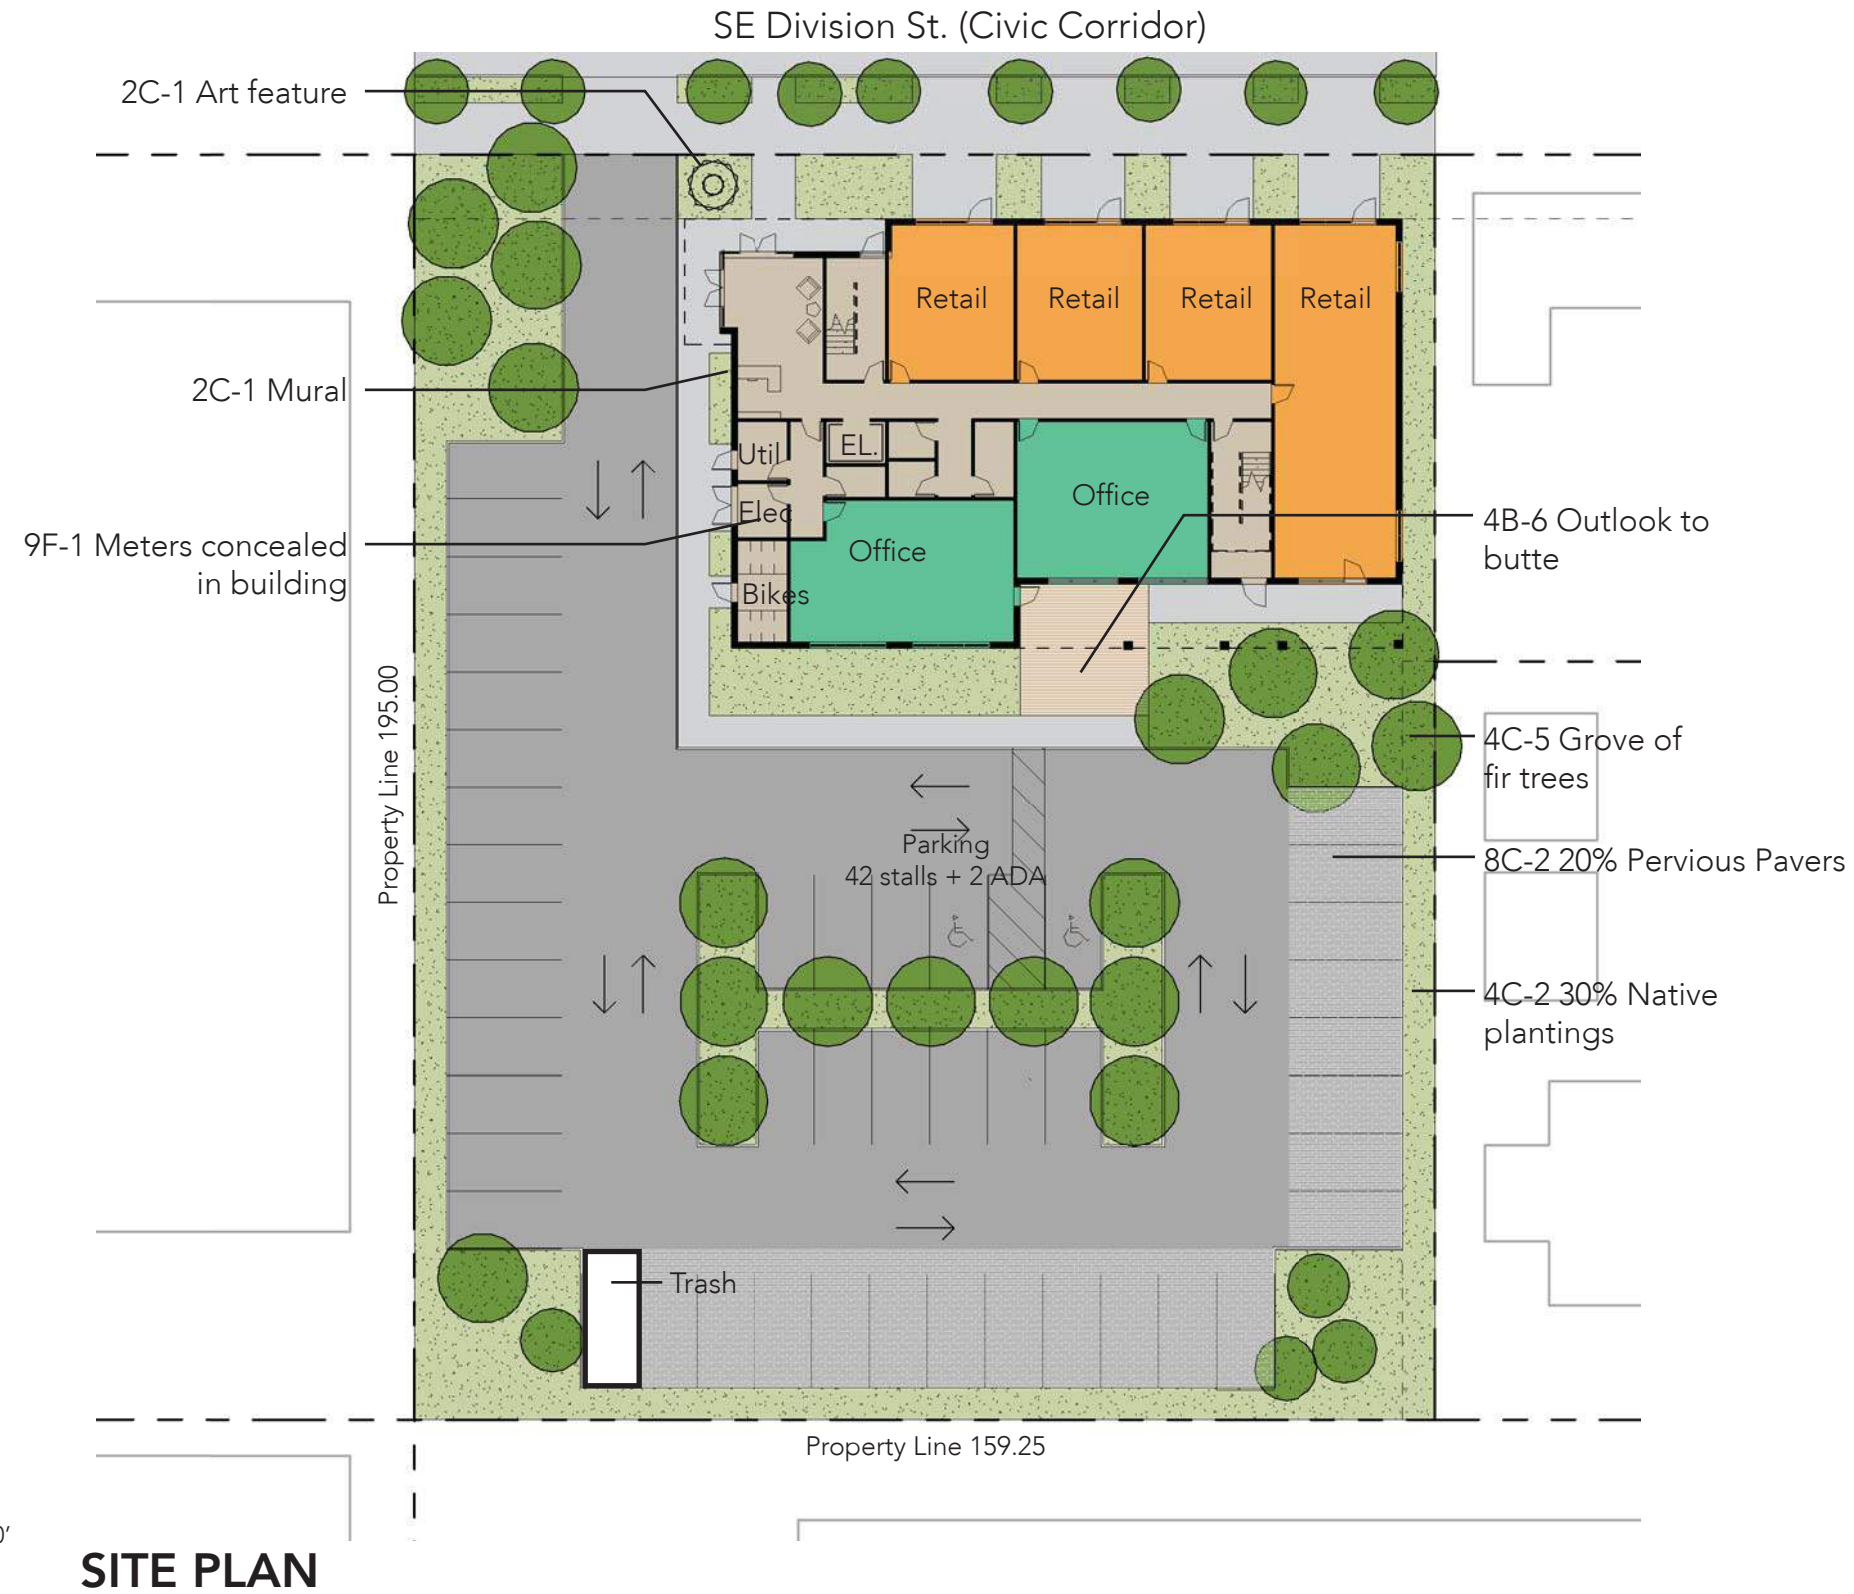 SE Division St. (Civic Corridor)
2C-1 Art feature
Retail
Retail
Retail
Retail
2C-1 Mural
Util
EL.
Office
Elec
9F-1 Meters concealed
in building
Office
4B-6 Outlook to
butte
Bikes
Property Line 195.00
4C-5 Grove of
fir trees
Parking
42 stalls + 2 ADA
8C-2 20% Pervious Pavers
4C-2 30% Native
plantings
Trash
Property Line 159.25
0’
SITE PLAN